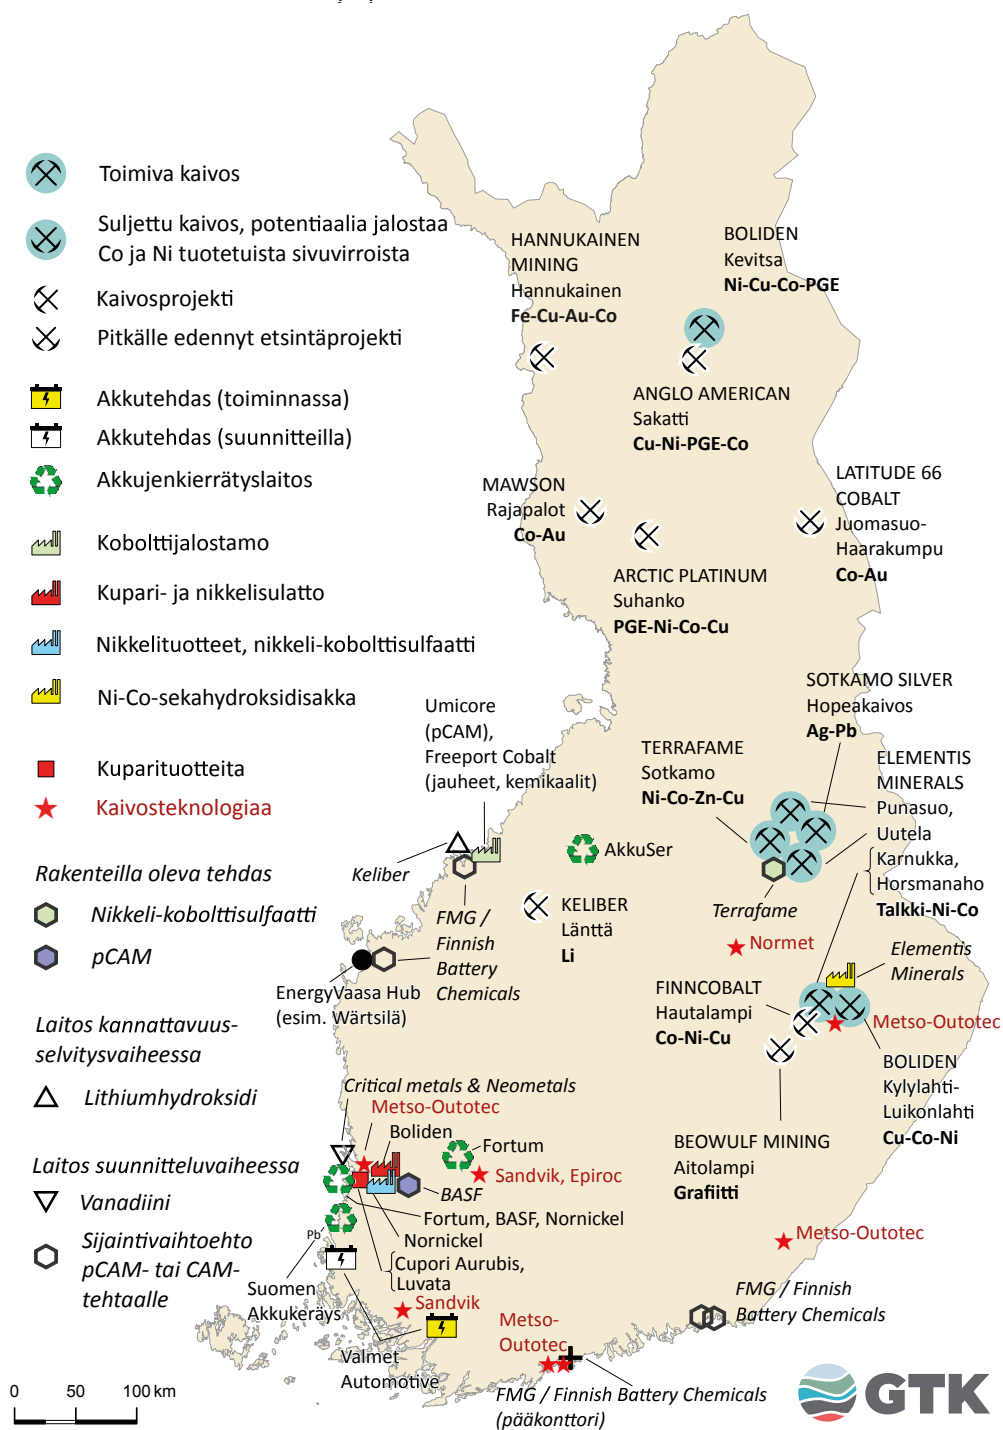 Toimiva kaivos
Suljettu kaivos, potentiaalia jalostaa
Co ja Ni tuotetuista sivuvirroista
Kaivosprojekti
Pitkälle edennyt etsintäprojekti
Akkutehdas (toiminnassa)
Akkutehdas (suunnitteilla)
Akkujenkierrätyslaitos
Kobolttijalostamo
Kupari- ja nikkelisulatto
Nikkelituotteet, nikkeli-kobolttisulfaatti
Ni-Co-sekahydroksidisakka
Kuparituotteita
Kaivosteknologiaa
Rakenteilla oleva tehdas
Nikkeli-kobolttisulfaatti
pCAM
Laitos kannattavuus-
selvitysvaiheessa
Lithiumhydroksidi
Laitos suunnitteluvaiheessa
Vanadiini
Sijaintivaihtoehto
pCAM- tai CAM-
tehtaalle
0 50 100 km
HANNUKAINEN
MINING
Hannukainen
Fe-Cu-Au-Co
BOLIDEN
Kevitsa
Ni-Cu-Co-PGE
ANGLO AMERICAN
Sakatti
Cu-Ni-PGE-Co
MAWSON
Rajapalot
Co-Au
LATITUDE 66
COBALT
Juomasuo-
Haarakumpu
Co-Au
ARCTIC PLATINUM
Suhanko
PGE-Ni-Co-Cu
SOTKAMO SILVER
Hopeakaivos
Ag-Pb
Umicore
(pCAM),
Freeport Cobalt
(jauheet, kemikaalit)
TERRAFAME
Sotkamo
Ni-Co-Zn-Cu
ELEMENTIS
MINERALS
Punasuo,
Uutela
Karnukka,
Horsmanaho
Talkki-Ni-Co
Keliber
AkkuSer
Terrafame
KELIBER
Länttä
Li
FMG /
Finnish
Battery
Chemicals
Normet
Elementis
Minerals
EnergyVaasa Hub
(esim. Wärtsilä)
FINNCOBALT
Hautalampi
Co-Ni-Cu
Metso-Outotec
BOLIDEN
Kylylahti-
Luikonlahti
Cu-Co-Ni
Critical metals & Neometals
Metso-Outotec
Boliden
Fortum
Sandvik, Epiroc
BASF
Fortum, BASF, Nornickel
Nornickel
Cupori Aurubis,
Luvata
Pb
BEOWULF MINING
Aitolampi
Grafiitti
Metso-Outotec
Suomen
Akkukeräys
Sandvik
Valmet
Automotive
Metso-
Outotec
FMG / Finnish
Battery Chemicals
FMG / Finnish Battery Chemicals
(pääkonttori)
GTK